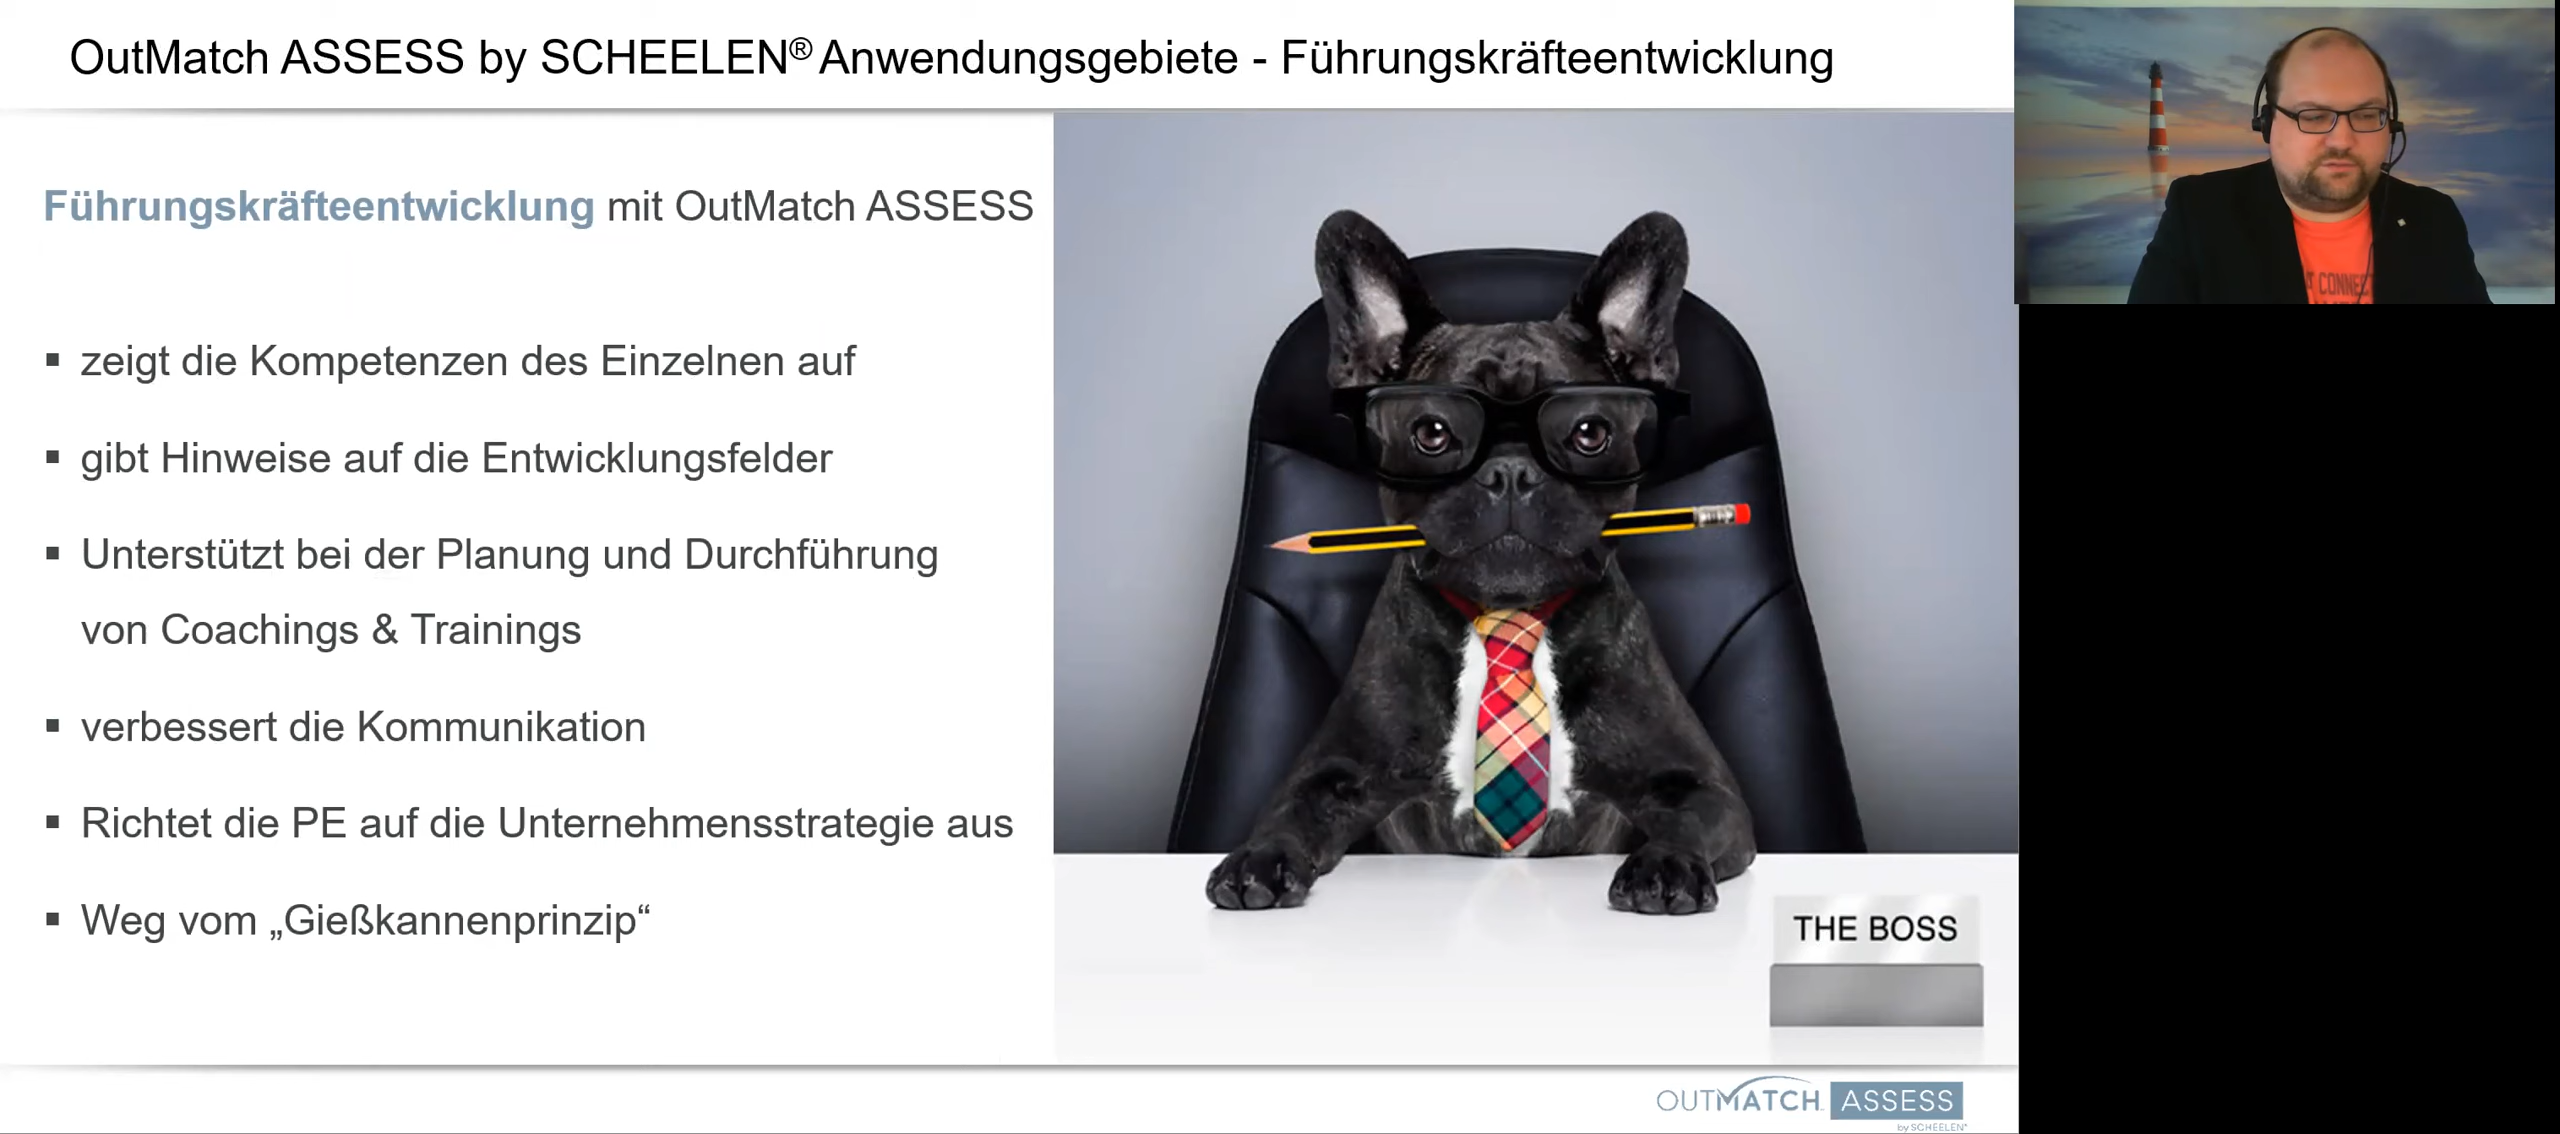 OutMatch ASSESS by SCHEELEN® Anwendungsgebiete - Führungskräfteentwicklung
Führungskräfteentwicklung mit OutMatch ASSESS
▪ zeigt die Kompetenzen des Einzelnen auf
▪ gibt Hinweise auf die Entwicklungsfelder
▪ Unterstützt bei der Planung und Durchführung
von Coachings & Trainings
▪ verbessert die Kommunikation
▪ Richtet die PE auf die Unternehmensstrategie aus
▪ Weg vom „Gießkannenprinzip“
THE BOSS
CONNECT
OUTMATCH ASSESS
by SCHEELEN®